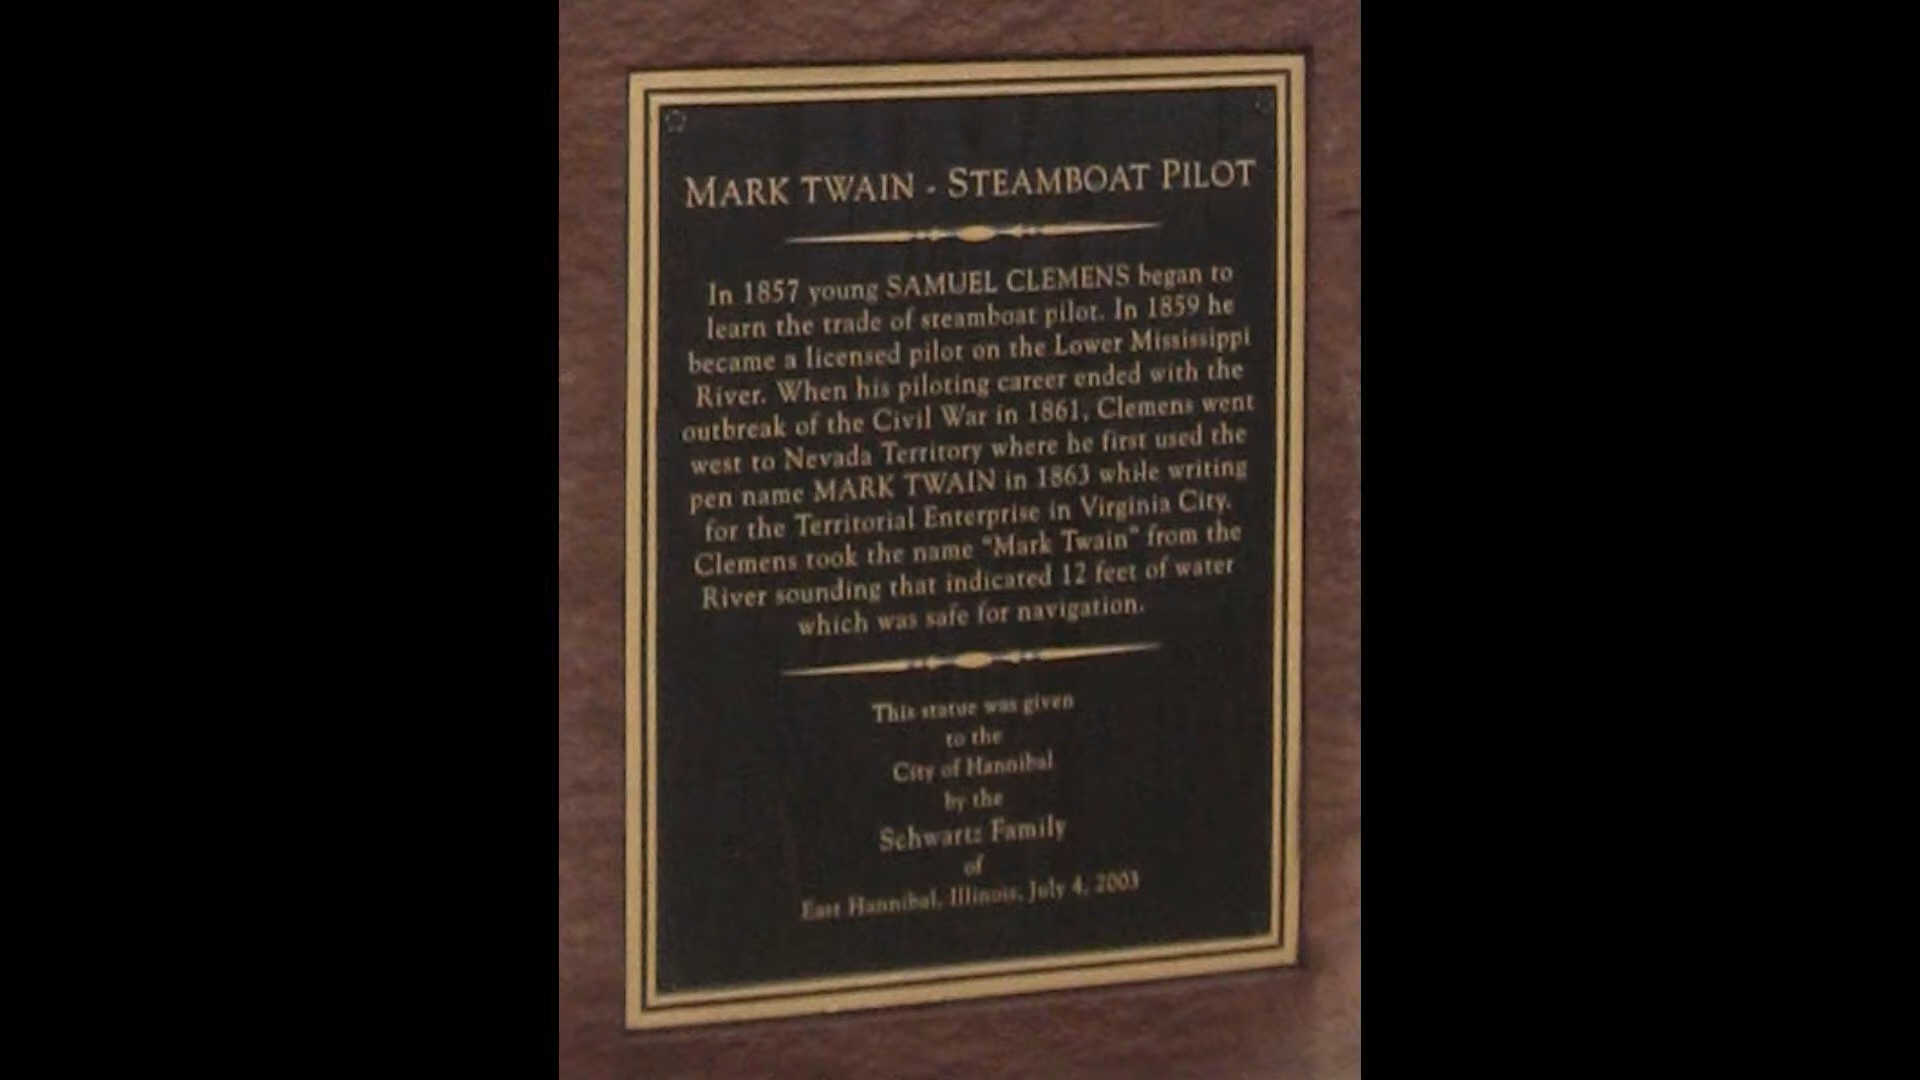 MARK TWAIN - STEAMBOAT PILOT
In 1857 young SAMUEL CLEMENS began to
learn the trade of steamboat pilot. In 1859 he
became a licensed pilot on the Lower Mississippi
River. When his piloting career ended with the
outbreak of the Civil War in 1861, Clemens went
west to Nevada Territory where he first used the
pen name MARK TWAIN in 1863 while writing
for the Territorial Enterprise in Virginia City.
Clemens took the name "Mark Twain" from the
River sounding that indicated 12 feet of water
which was safe for navigation.
This statue was given
to the
City of Hannibal
by the
Schwartz Family
of
East Hannibal, Illinois, July 4, 2003